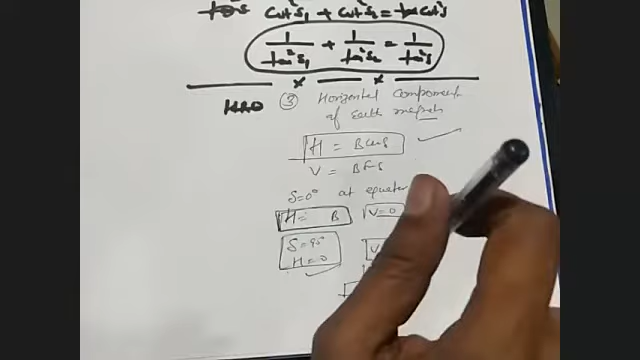 cot²δ₁ + cot²δ₂ = cot²δ
1/tan²δ₁ + 1/tan²δ₂ = 1/tan²δ
③ Horizontal Component
of Earth magnets
H = B cos δ
V = B sin δ
δ = 0° at equator
H = B V = 0
δ = 90°
H = 0